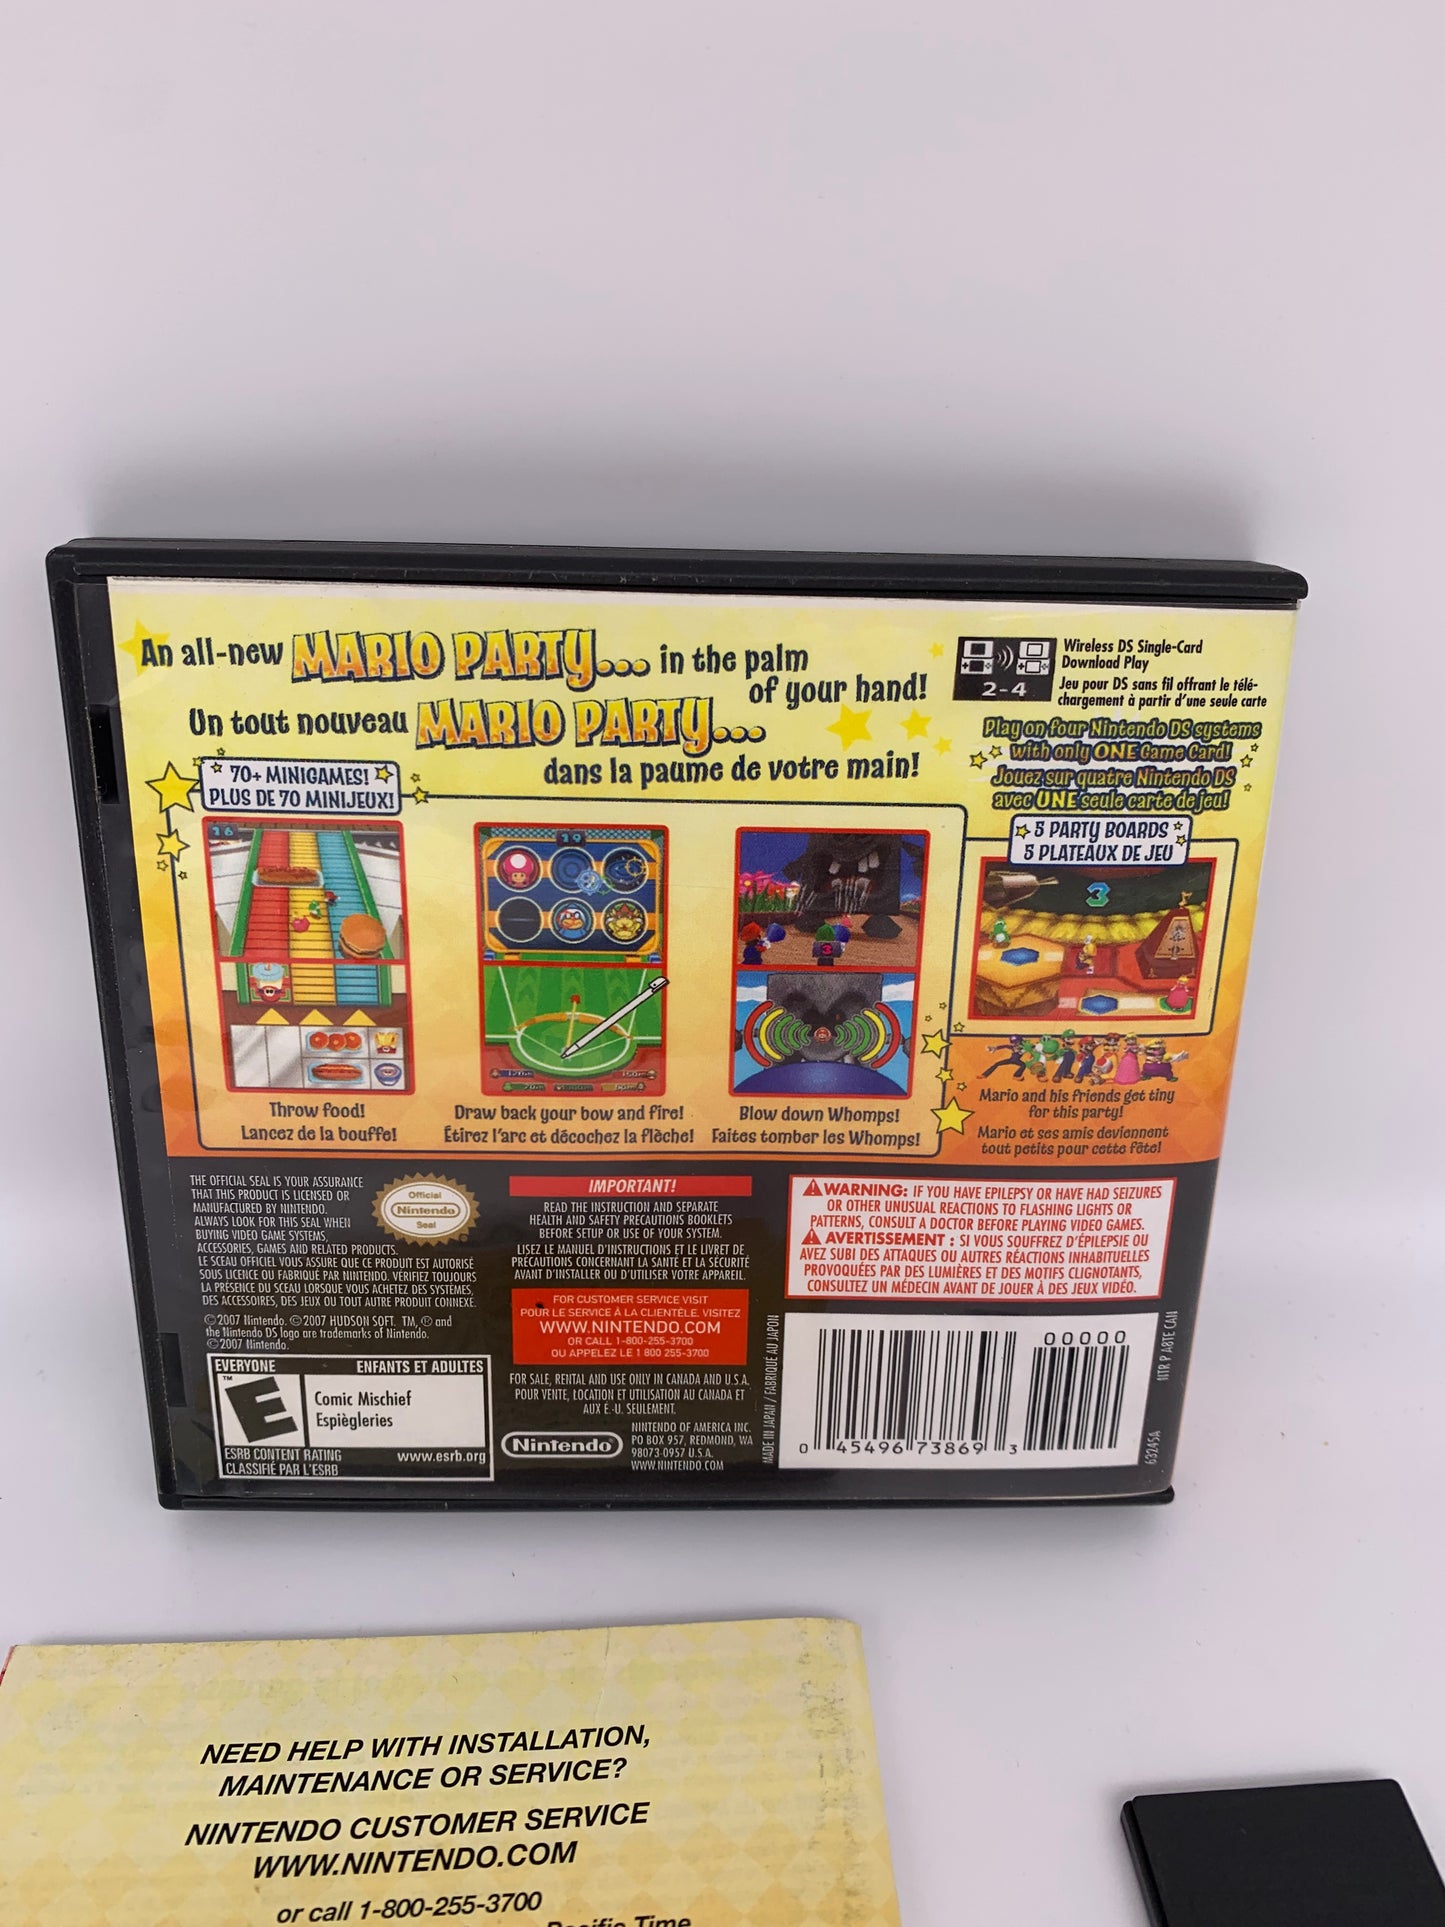 An all-new MARIO PARTY... in the palm
of your hand!
Un tout nouveau MARIO PARTY...
dans la paume de votre main!
2-4
Wireless DS Single-Card
Download Play
Jeu pour DS sans fil offrant le télé-
chargement à partir d'une seule carte
Play on four Nintendo DS systems
with only ONE Game Card!
Jouez sur quatre Nintendo DS
avec UNE seule carte de jeu!
70+ MINIGAMES!
PLUS DE 70 MINIJEUX!
5 PARTY BOARDS
5 PLATEAUX DE JEU
16
19
3
3
Throw food!
Lancez de la bouffe!
Draw back your bow and fire!
Étirez l'arc et décochez la flèche!
Blow down Whomps!
Faites tomber les Whomps!
Mario and his friends get tiny
for this party!
Mario et ses amis deviennent
tout petits pour cette fête!
THE OFFICIAL SEAL IS YOUR ASSURANCE
THAT THIS PRODUCT IS LICENSED OR
MANUFACTURED BY NINTENDO.
ALWAYS LOOK FOR THIS SEAL WHEN
BUYING VIDEO GAME SYSTEMS,
ACCESSORIES, GAMES AND RELATED PRODUCTS.
LE SCEAU OFFICIEL VOUS ASSURE QUE CE PRODUIT EST AUTORISÉ
SOUS LICENCE OU FABRIQUÉ PAR NINTENDO. VÉRIFIEZ TOUJOURS
LA PRÉSENCE DU SCEAU LORSQUE VOUS ACHETEZ DES SYSTÈMES,
DES ACCESSOIRES, DES JEUX OU TOUT AUTRE PRODUIT CONNEXE.
Official
Nintendo
Seal
©2007 Nintendo. ©2007 HUDSON SOFT. TM, ® and
the Nintendo DS logo are trademarks of Nintendo.
©2007 Nintendo.
EVERYONE
ENFANTS ET ADULTES
E
TM
Comic Mischief
Espiègleries
ESRB CONTENT RATING
www.esrb.org
CLASSIFIÉ PAR L'ESRB
IMPORTANT!
READ THE INSTRUCTION AND SEPARATE
HEALTH AND SAFETY PRECAUTIONS BOOKLETS
BEFORE SETUP OR USE OF YOUR SYSTEM.
LISEZ LE MANUEL D'INSTRUCTIONS ET LE LIVRET DE
PRÉCAUTIONS CONCERNANT LA SANTÉ ET LA SÉCURITÉ
AVANT D'INSTALLER OU D'UTILISER VOTRE APPAREIL.
FOR CUSTOMER SERVICE VISIT
POUR LE SERVICE À LA CLIENTÈLE, VISITEZ
WWW.NINTENDO.COM
OR CALL 1-800-255-3700
OU APPELEZ LE 1 800 255-3700
FOR SALE, RENTAL AND USE ONLY IN CANADA AND U.S.A.
POUR VENTE, LOCATION ET UTILISATION AU CANADA ET
AUX É.-U. SEULEMENT.
Nintendo
NINTENDO OF AMERICA INC.
PO BOX 957, REDMOND, WA
98073-0957 U.S.A.
WWW.NINTENDO.COM
WARNING: IF YOU HAVE EPILEPSY OR HAVE HAD SEIZURES
OR OTHER UNUSUAL REACTIONS TO FLASHING LIGHTS OR
PATTERNS, CONSULT A DOCTOR BEFORE PLAYING VIDEO GAMES.
AVERTISSEMENT : SI VOUS SOUFFREZ D'ÉPILEPSIE OU
AVEZ SUBI DES ATTAQUES OU AUTRES RÉACTIONS INHABITUELLES
PROVOQUÉES PAR DES LUMIÈRES ET DES MOTIFS CLIGNOTANTS,
CONSULTEZ UN MÉDECIN AVANT DE JOUER À DES JEUX VIDÉO.
MADE IN JAPAN / FABRIQUÉ AU JAPON
00000
0 45496 73869 3
NTR P A8TE CAN
63245A
NEED HELP WITH INSTALLATION,
MAINTENANCE OR SERVICE?
NINTENDO CUSTOMER SERVICE
WWW.NINTENDO.COM
or call 1-800-255-3700
Pacific Time